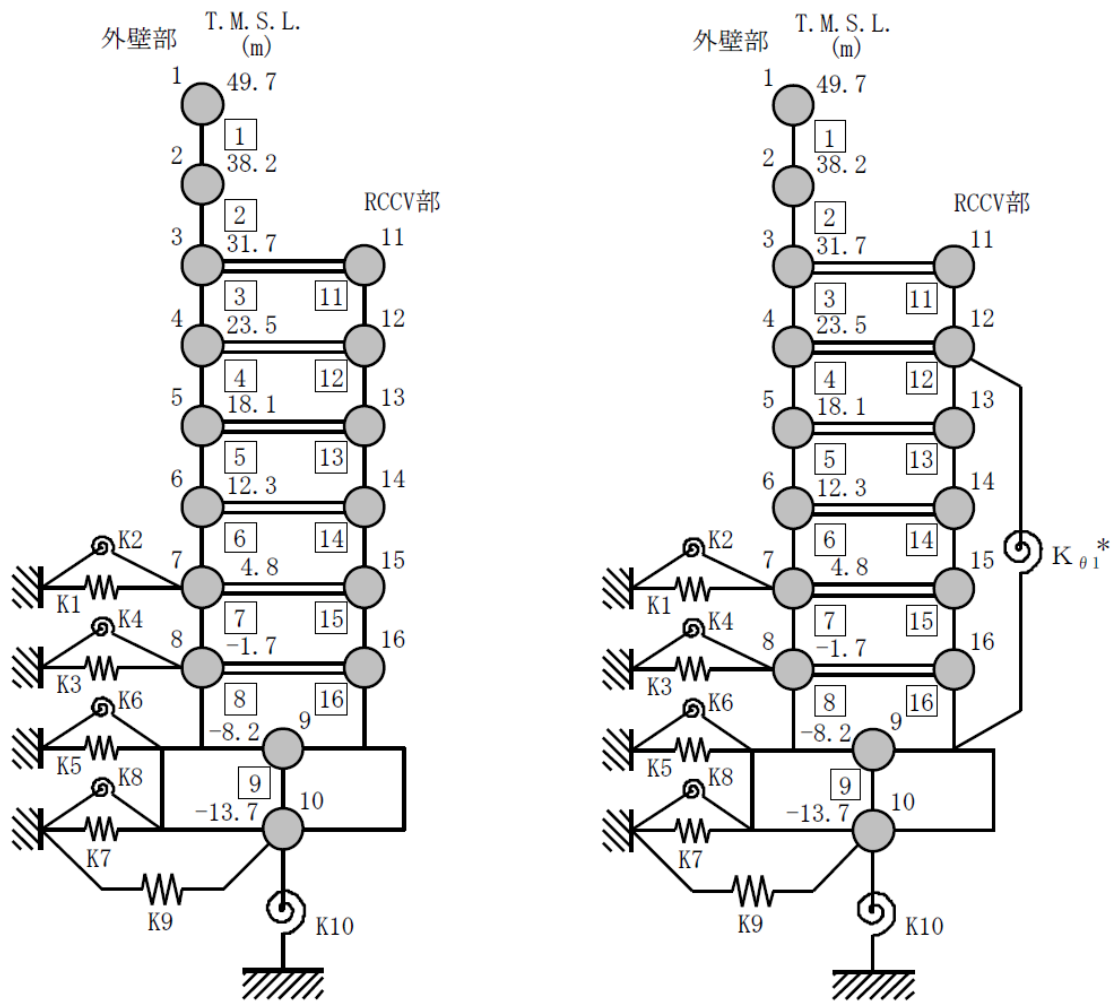 T.M.S.L.
外壁部 (m)
1 49.7
1
2 38.2
2 RCCV部
3 31.7 11
3 11
4 23.5 12
4 12
5 18.1 13
5 13
6 12.3 14
K2 6 14
7 4.8 15
K1
K4 7 15
8 -1.7 16
K3
K6 8 16
-8.2 9
K5
K8 9
-13.7 10
K7
K9 K10
T.M.S.L.
外壁部 (m)
1 49.7
1
2 38.2
2 RCCV部
3 31.7 11
3 11
4 23.5 12
4 12
5 18.1 13
5 13
6 12.3 14
K2 6 14 Kθ1*
7 4.8 15
K1
K4 7 15
8 -1.7 16
K3
K6 8 16
-8.2 9
K5
K8 9
-13.7 10
K7
K9 K10